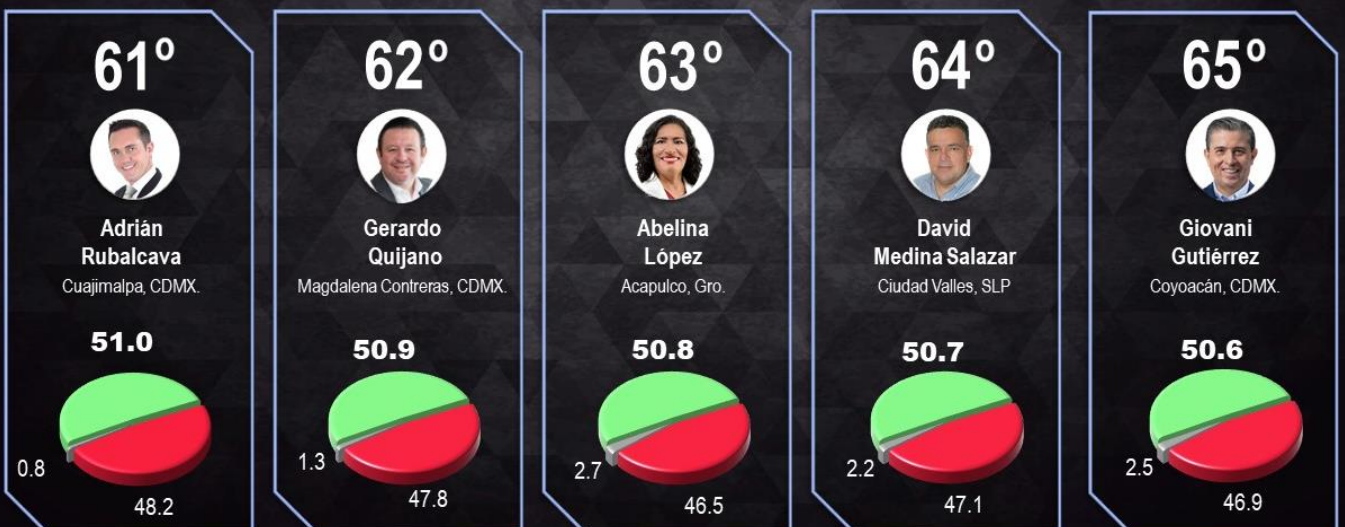 61º
Adrián
Rubalcava
Cuajimalpa, CDMX.
51.0
0.8
48.2
62º
Gerardo
Quijano
Magdalena Contreras, CDMX.
50.9
1.3
47.8
63º
Abelina
López
Acapulco, Gro.
50.8
2.7
46.5
64º
David
Medina Salazar
Ciudad Valles, SLP
50.7
2.2
47.1
65º
Giovani
Gutiérrez
Coyoacán, CDMX.
50.6
2.5
46.9